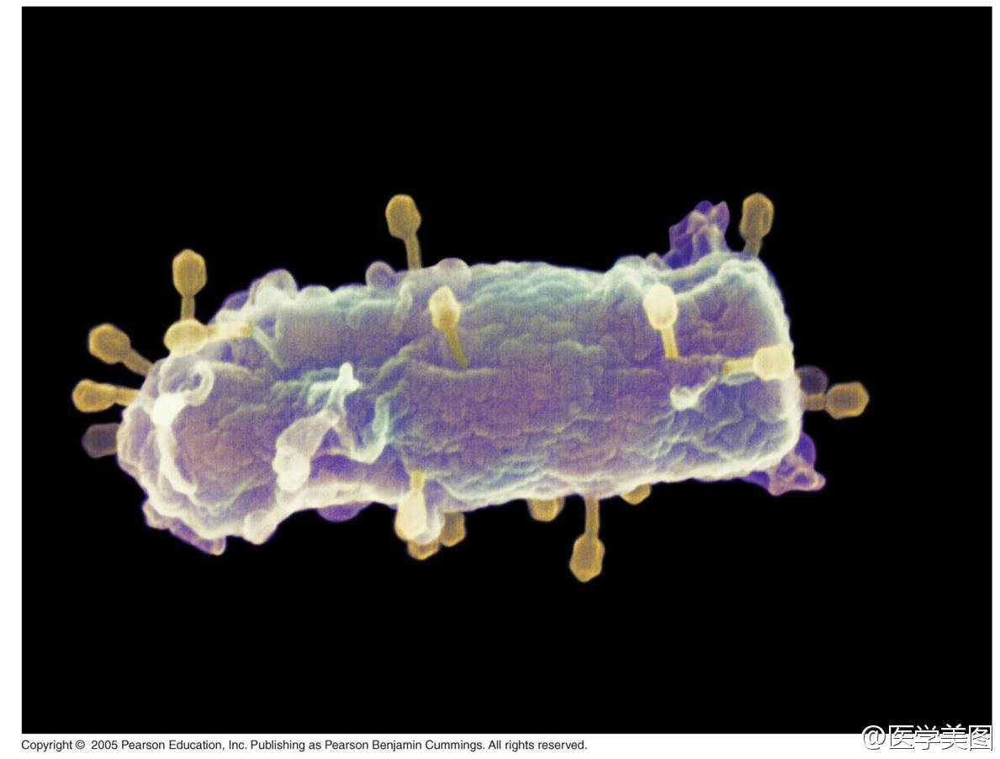 Copyright © 2005 Pearson Education, Inc. Publishing as Pearson Benjamin Cummings. All rights reserved.
@医学美图